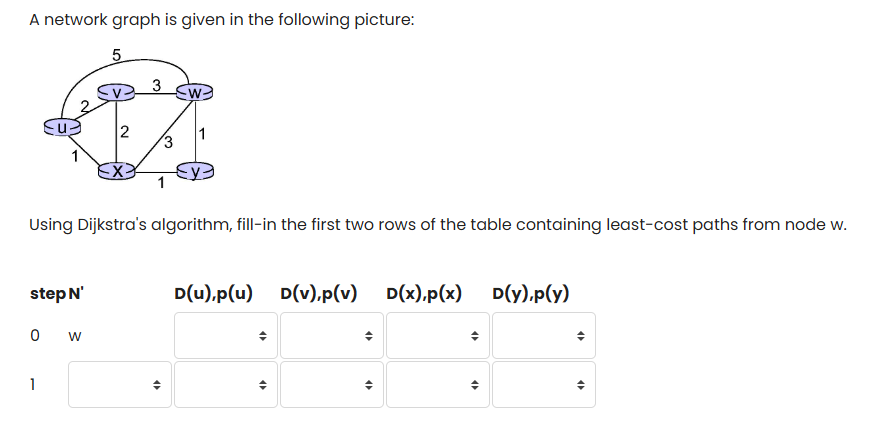 A network graph is given in the following picture:
5
v 3 w
2
u 2 3 1
1
x y
1
Using Dijkstra's algorithm, fill-in the first two rows of the table containing least-cost paths from node w.
step N' D(u),p(u) D(v),p(v) D(x),p(x) D(y),p(y)
0 w
1